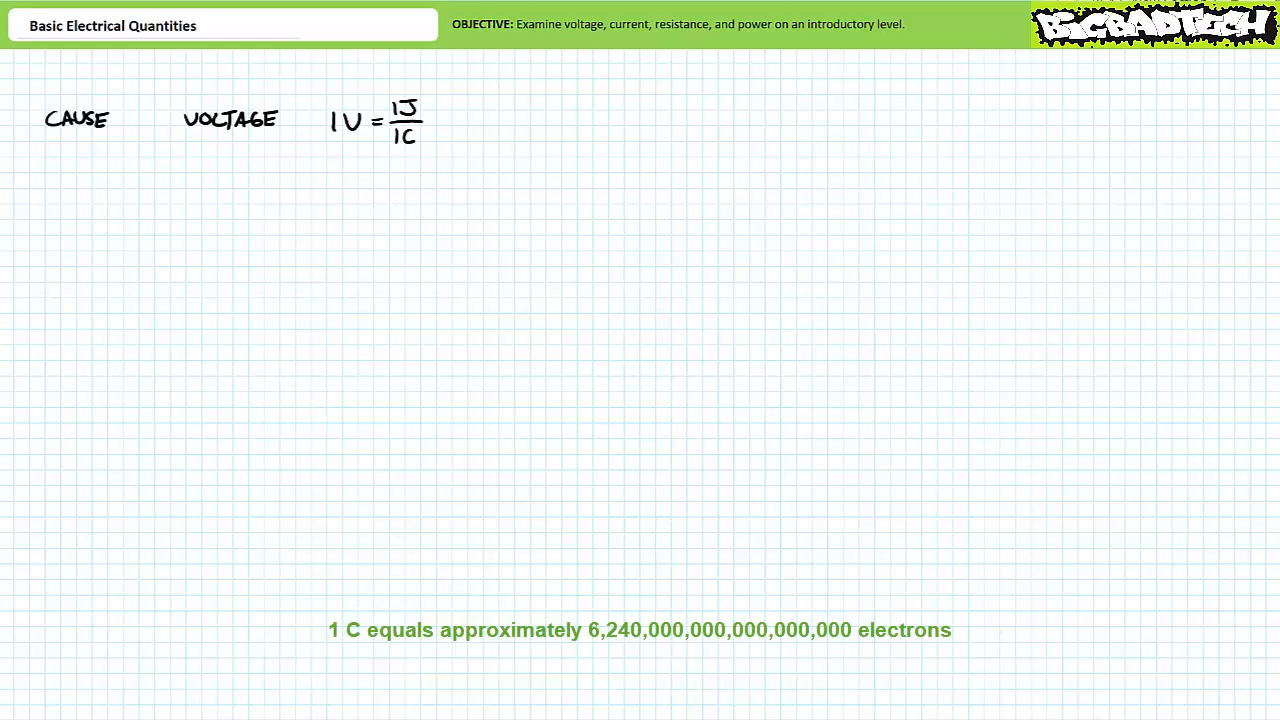 Basic Electrical Quantities
OBJECTIVE: Examine voltage, current, resistance, and power on an introductory level.
BIGBADTECH
CAUSE VOLTAGE 1V = 1J/1C
1 C equals approximately 6,240,000,000,000,000,000 electrons